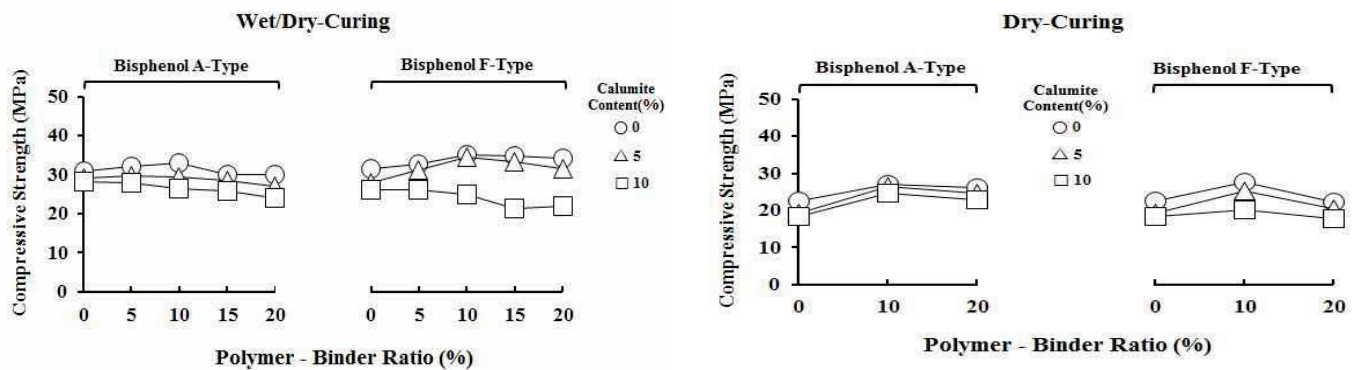 Wet/Dry-Curing
Bisphenol A-Type
Bisphenol F-Type
Compressive Strength (MPa)
50
40
30
20
10
0
0 5 10 15 20
0 5 10 15 20
Calumite
Content(%)
0
5
10
Polymer - Binder Ratio (%)
Dry-Curing
Bisphenol A-Type
Bisphenol F-Type
Compressive Strength (MPa)
50
40
30
20
10
0
0 10 20
0 10 20
Calumite
Content(%)
0
5
10
Polymer - Binder Ratio (%)